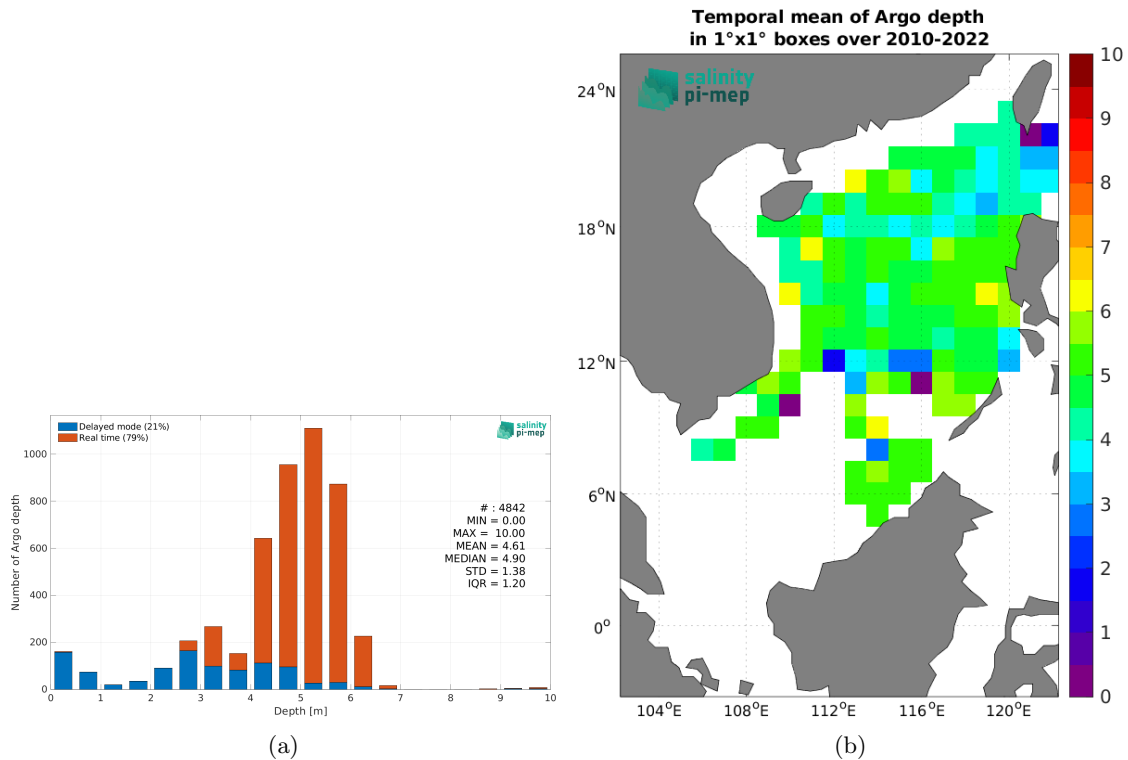 Temporal mean of Argo depth
in 1°x1° boxes over 2010-2022
salinity
pi-mep
24°N
18°N
12°N
6°N
0°
104°E
108°E
112°E
116°E
120°E
10
9
8
7
6
5
4
3
2
1
0
Delayed mode (21%)
Real time (79%)
salinity
pi-mep
# : 4842
MIN = 0.00
MAX = 10.00
MEAN = 4.61
MEDIAN = 4.90
STD = 1.38
IQR = 1.20
Number of Argo depth
1000
800
600
400
200
0
0
1
2
3
4
5
6
7
8
9
10
Depth [m]
(a)
(b)